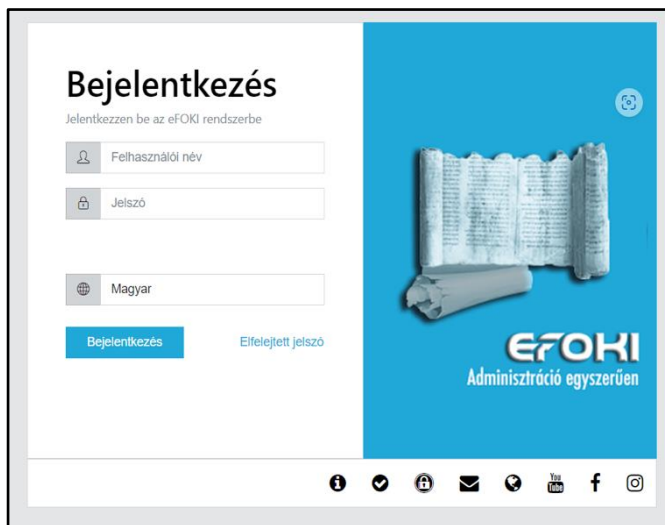 Bejelentkezés
Jelentkezzen be az eFOKI rendszerbe
Felhasználói név
Jelszó
Magyar
Bejelentkezés
Elfelejtett jelszó
EFOKI
Adminisztráció egyszerűen
You
Tube